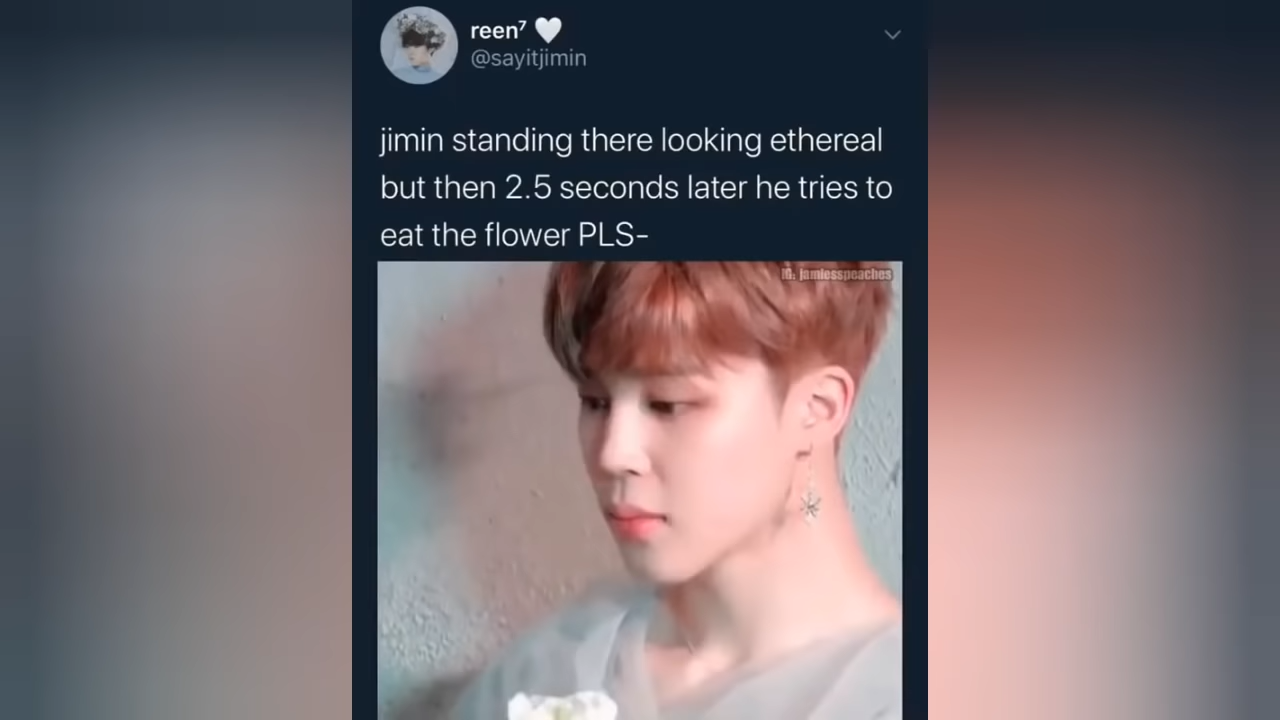 reen⁷ 🤍
@sayitjimin
jimin standing there looking ethereal
but then 2.5 seconds later he tries to
eat the flower PLS-
IG: jamlesspeaches